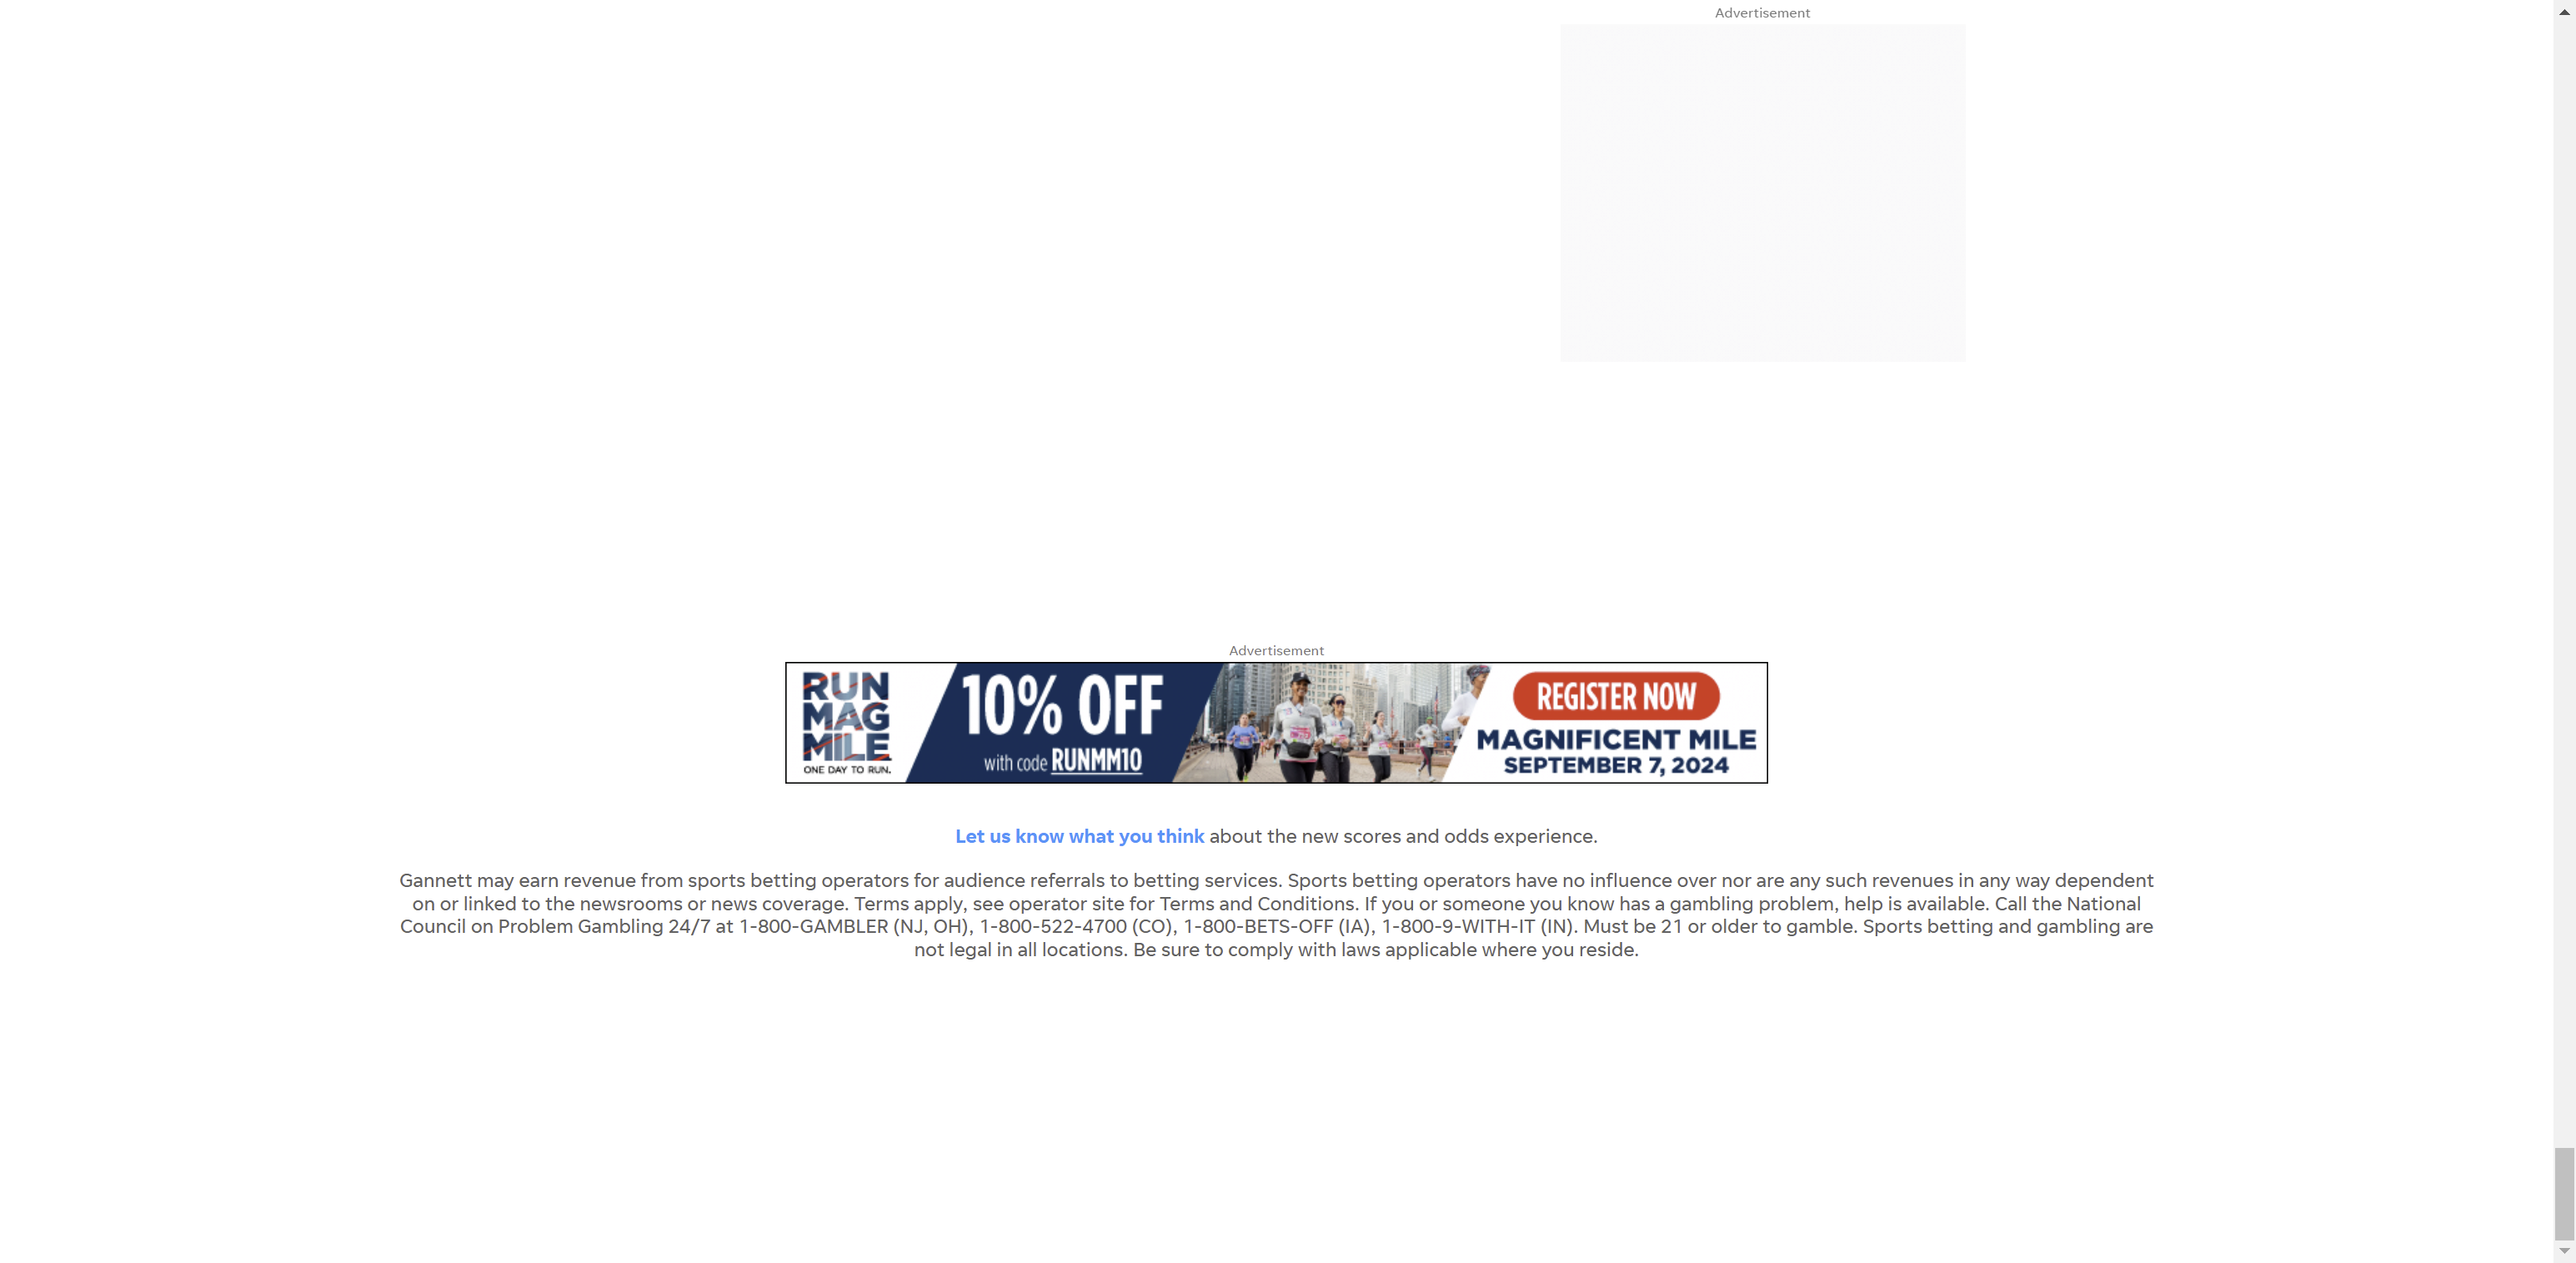 Advertisement
Advertisement
RUN
MAG
MILE
ONE DAY TO RUN.
10% OFF
with code RUNMM10
REGISTER NOW
MAGNIFICENT MILE
SEPTEMBER 7, 2024
Let us know what you think about the new scores and odds experience.
Gannett may earn revenue from sports betting operators for audience referrals to betting services. Sports betting operators have no influence over nor are any such revenues in any way dependent
on or linked to the newsrooms or news coverage. Terms apply, see operator site for Terms and Conditions. If you or someone you know has a gambling problem, help is available. Call the National
Council on Problem Gambling 24/7 at 1-800-GAMBLER (NJ, OH), 1-800-522-4700 (CO), 1-800-BETS-OFF (IA), 1-800-9-WITH-IT (IN). Must be 21 or older to gamble. Sports betting and gambling are
not legal in all locations. Be sure to comply with laws applicable where you reside.